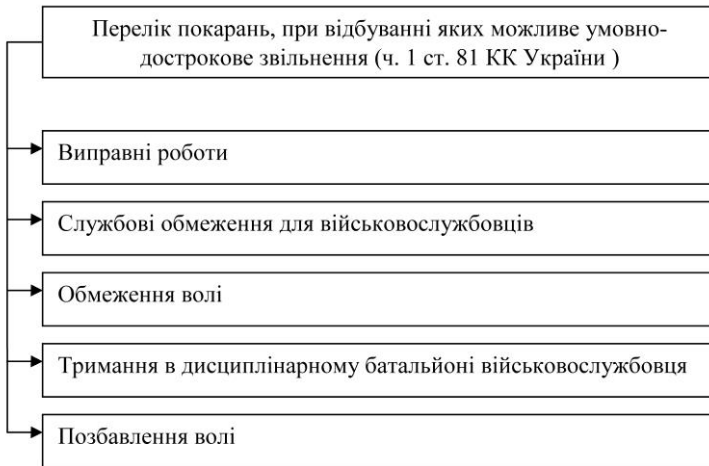 Перелік покарань, при відбуванні яких можливе умовно-
дострокове звільнення (ч. 1 ст. 81 КК України )
Виправні роботи
Службові обмеження для військовослужбовців
Обмеження волі
Тримання в дисциплінарному батальйоні військовослужбовця
Позбавлення волі